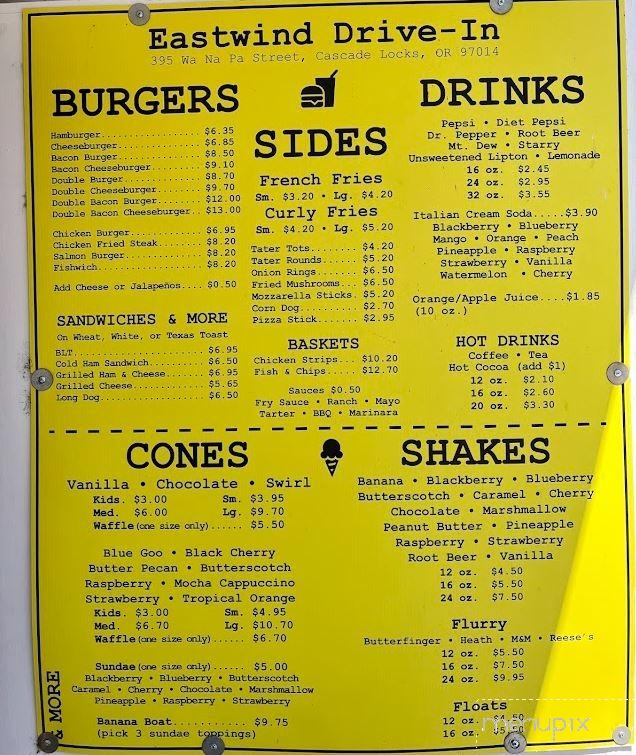 Eastwind Drive-In
395 Wa Na Pa Street, Cascade Locks, OR 97014
BURGERS
Hamburger.................. $6.35
Cheeseburger............... $6.85
Bacon Burger............... $8.50
Bacon Cheeseburger......... $9.10
Double Burger.............. $8.70
Double Cheeseburger........ $9.70
Double Bacon Burger........ $12.00
Double Bacon Cheeseburger.. $13.00
Chicken Burger............. $6.95
Chicken Fried Steak........ $8.20
Salmon Burger.............. $8.20
Fishwich................... $8.20
Add Cheese or Jalapeños.... $0.50
SANDWICHES & MORE
On Wheat, White, or Texas Toast
BLT........................ $6.95
Cold Ham Sandwich.......... $6.50
Grilled Ham & Cheese....... $6.95
Grilled Cheese............. $5.65
Long Dog................... $6.50
SIDES
French Fries
Sm. $3.20 • Lg. $4.20
Curly Fries
Sm. $4.20 • Lg. $5.20
Tater Tots....... $4.20
Tater Rounds..... $5.20
Onion Rings...... $6.50
Fried Mushrooms.. $6.50
Mozzarella Sticks. $5.20
Corn Dog......... $2.70
Pizza Stick...... $2.95
BASKETS
Chicken Strips... $10.20
Fish & Chips..... $12.70
Sauces $0.50
Fry Sauce • Ranch • Mayo
Tarter • BBQ • Marinara
DRINKS
Pepsi • Diet Pepsi
Dr. Pepper • Root Beer
Mt. Dew • Starry
Unsweetened Lipton • Lemonade
16 oz. $2.45
24 oz. $2.95
32 oz. $3.55
Italian Cream Soda.....$3.90
Blackberry • Blueberry
Mango • Orange • Peach
Pineapple • Raspberry
Strawberry • Vanilla
Watermelon • Cherry
Orange/Apple Juice....$1.85
(10 oz.)
HOT DRINKS
Coffee • Tea
Hot Cocoa (add $1)
12 oz. $2.10
16 oz. $2.60
20 oz. $3.30
CONES
Vanilla • Chocolate • Swirl
Kids. $3.00 Sm. $3.95
Med. $6.00 Lg. $9.70
Waffle (one size only)...... $5.50
Blue Goo • Black Cherry
Butter Pecan • Butterscotch
Raspberry • Mocha Cappuccino
Strawberry • Tropical Orange
Kids. $3.00 Sm. $4.95
Med. $6.70 Lg. $10.70
Waffle (one size only)...... $6.70
Sundae (one size only)...... $5.00
Blackberry • Blueberry • Butterscotch
Caramel • Cherry • Chocolate • Marshmallow
Pineapple • Raspberry • Strawberry
Banana Boat............ $9.75
(pick 3 sundae toppings)
& MORE
SHAKES
Banana • Blackberry • Blueberry
Butterscotch • Caramel • Cherry
Chocolate • Marshmallow
Peanut Butter • Pineapple
Raspberry • Strawberry
Root Beer • Vanilla
12 oz. $4.50
16 oz. $5.50
24 oz. $7.50
Flurry
Butterfinger • Heath • M&M • Reese's
12 oz. $5.50
16 oz. $7.50
24 oz. $9.95
Floats
12 oz.
16 oz.
menupix